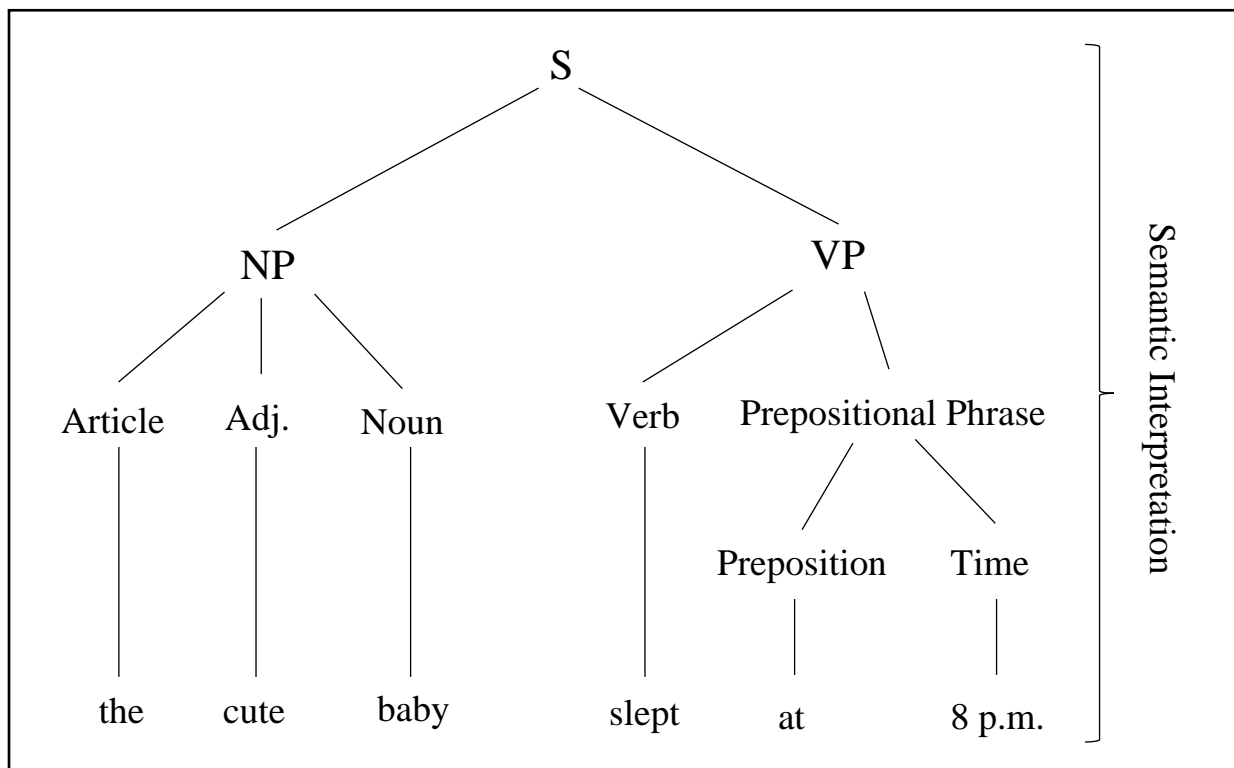 S
NP VP
Article Adj. Noun Verb Prepositional Phrase
Preposition Time
the cute baby slept at 8 p.m.
Semantic Interpretation